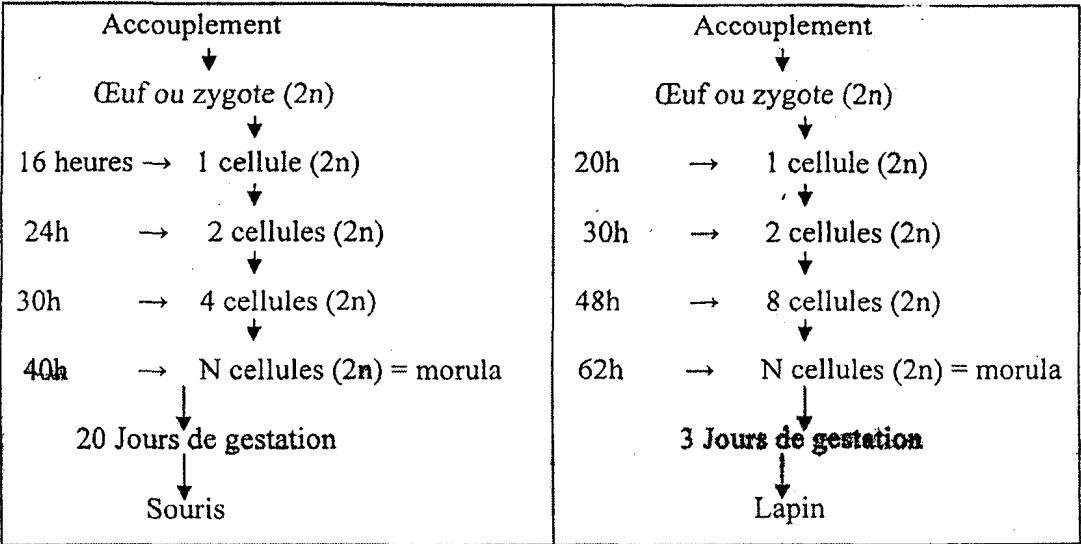 Accouplement
Œuf ou zygote (2n)
16 heures → 1 cellule (2n)
24h → 2 cellules (2n)
30h → 4 cellules (2n)
40h → N cellules (2n) = morula
20 Jours de gestation
Souris
Accouplement
Œuf ou zygote (2n)
20h → 1 cellule (2n)
30h → 2 cellules (2n)
48h → 8 cellules (2n)
62h → N cellules (2n) = morula
3 Jours de gestation
Lapin